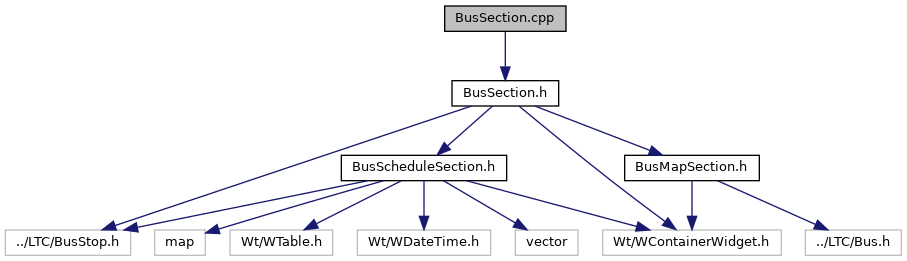 BusSection.cpp
BusSection.h
BusScheduleSection.h
BusMapSection.h
../LTC/BusStop.h
map
Wt/WTable.h
Wt/WDateTime.h
vector
Wt/WContainerWidget.h
../LTC/Bus.h